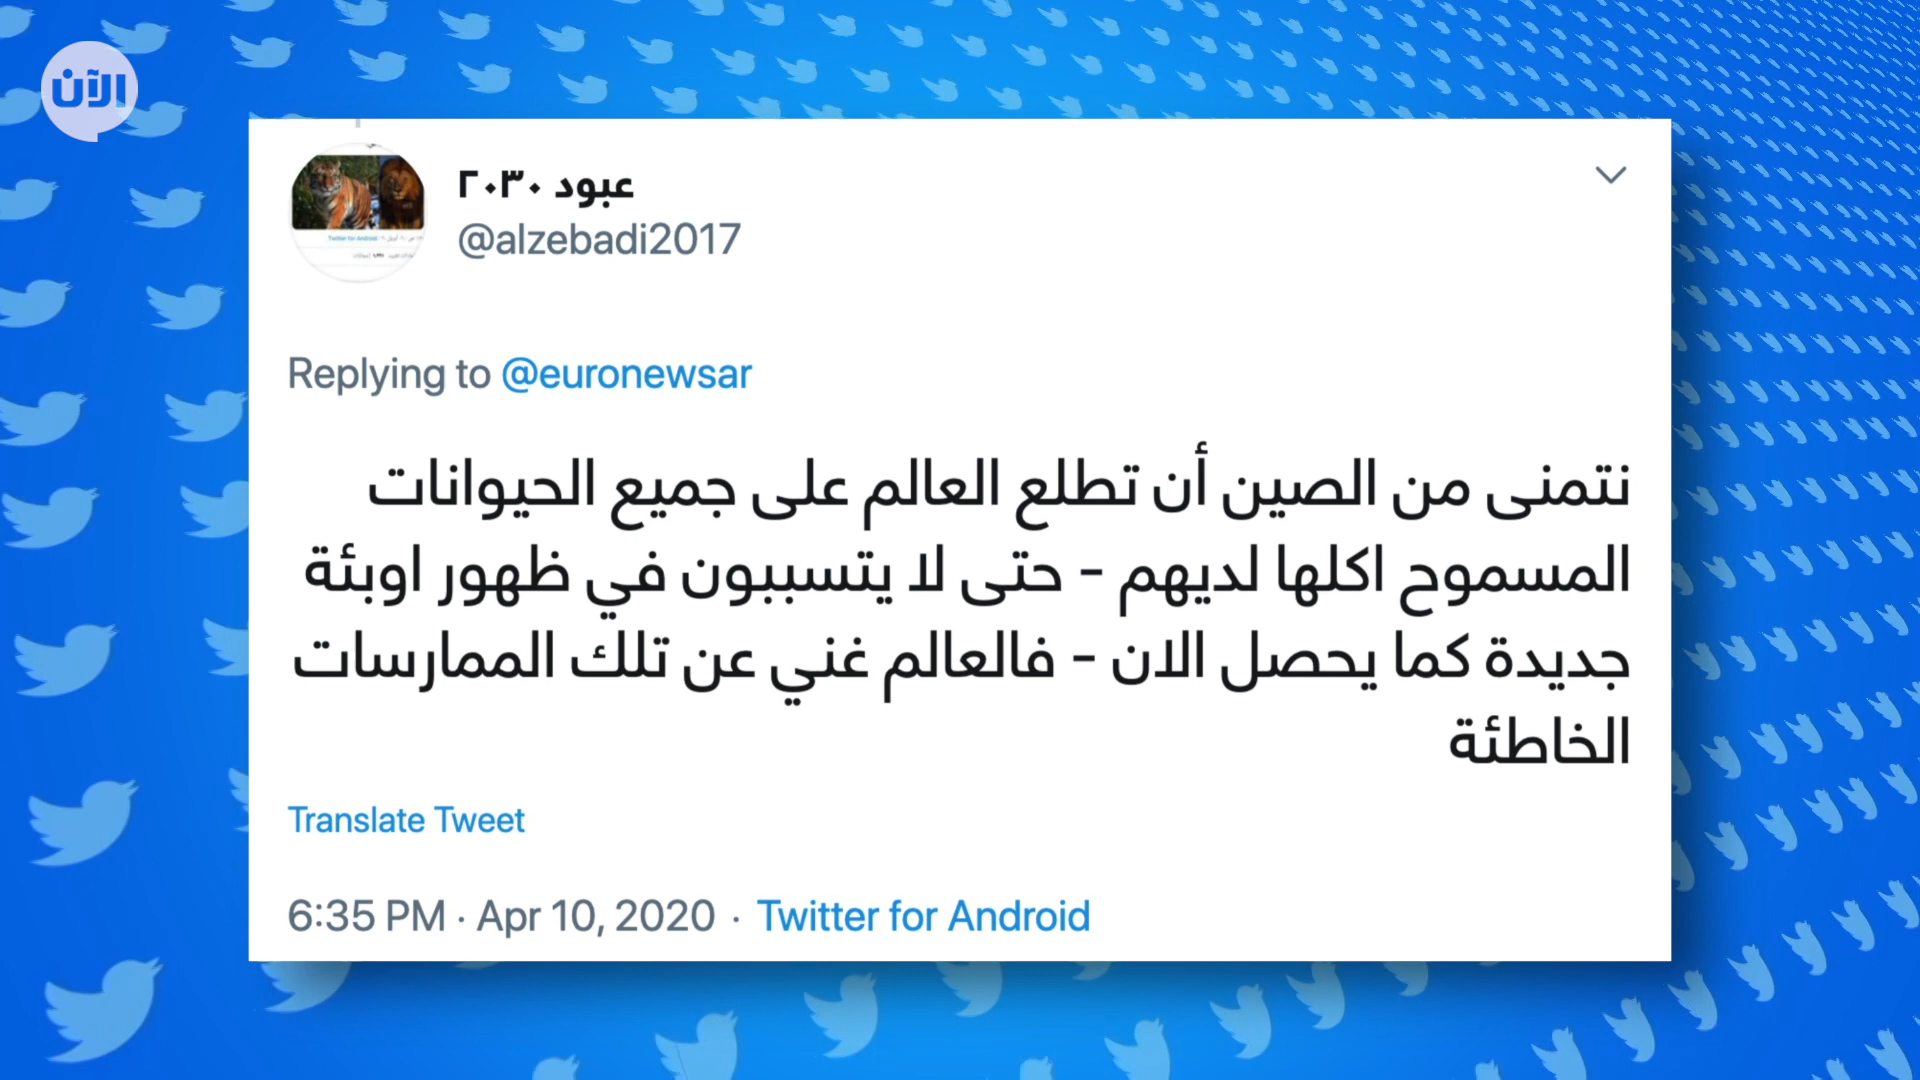 الآن
عبود ٢٠٣٠
@alzebadi2017
Replying to @euronewsar
نتمنى من الصين أن تطلع العالم على جميع الحيوانات
المسموح اكلها لديهم - حتى لا يتسببون في ظهور اوبئة
جديدة كما يحصل الان - فالعالم غني عن تلك الممارسات
الخاطئة
Translate Tweet
6:35 PM · Apr 10, 2020 · Twitter for Android